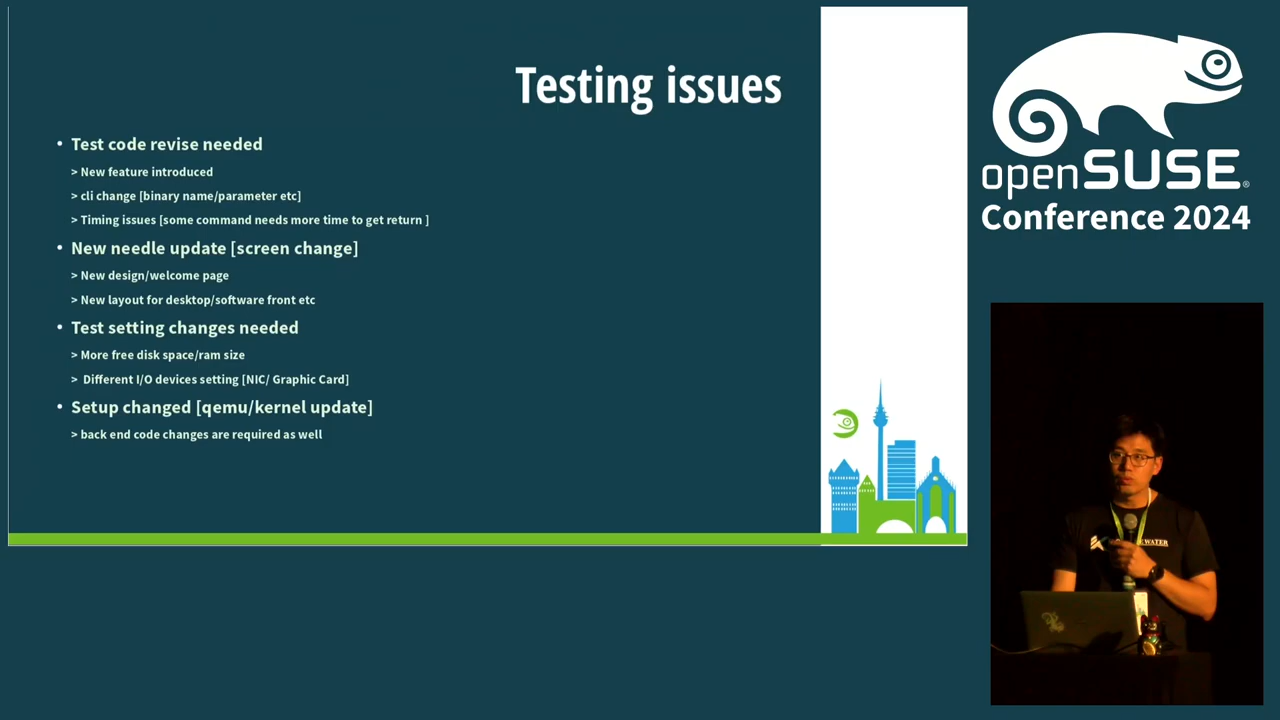 Testing issues
• Test code revise needed
> New feature introduced
> cli change [binary name/parameter etc]
> Timing issues [some command needs more time to get return ]
• New needle update [screen change]
> New design/welcome page
> New layout for desktop/software front etc
• Test setting changes needed
> More free disk space/ram size
> Different I/O devices setting [NIC/ Graphic Card]
• Setup changed [qemu/kernel update]
> back end code changes are required as well
openSUSE®
Conference 2024
WATER